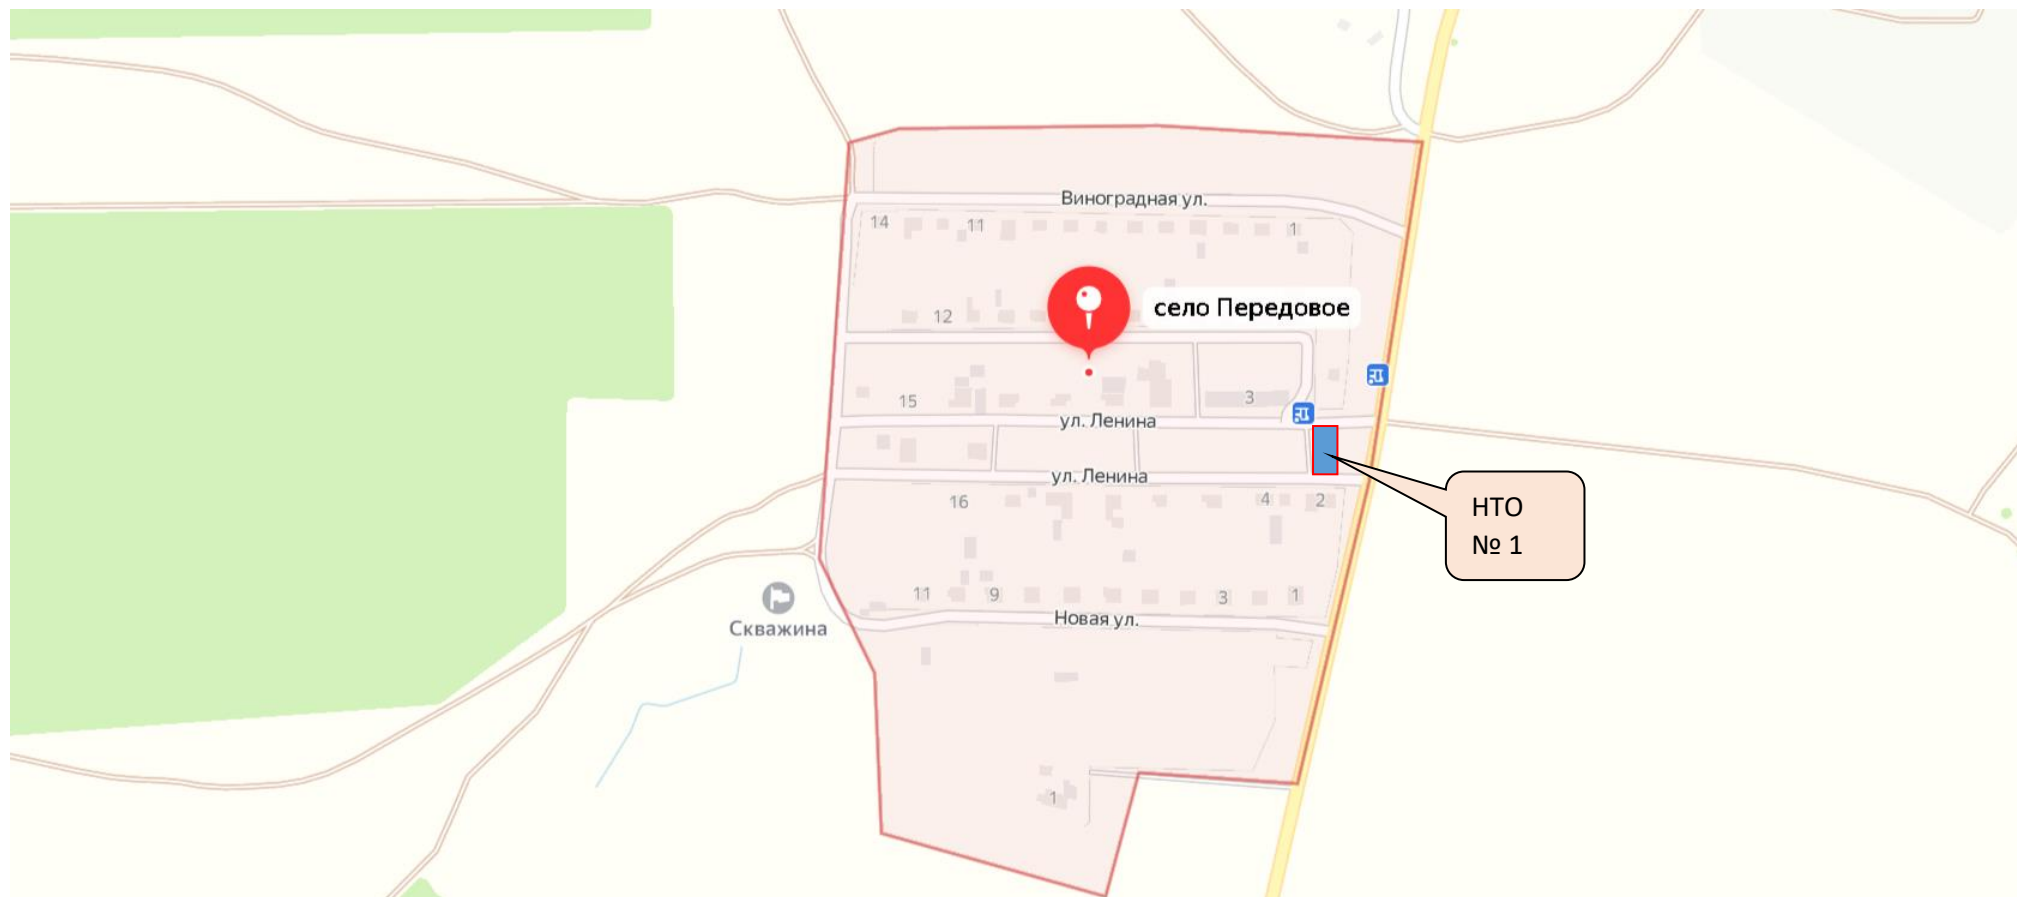 Виноградная ул.
14
11
1
село Передовое
12
15
3
ул. Ленина
ул. Ленина
16
4
2
НТО
№ 1
11
9
3
1
Новая ул.
Скважина
1